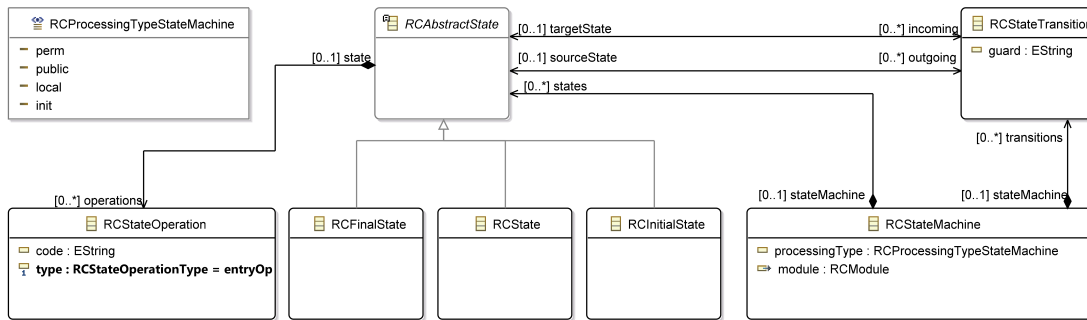 RCProcessingTypeStateMachine
perm
public
local
init
RCAbstractState
[0..1] state
[0..1] targetState
[0..*] incoming
[0..1] sourceState
[0..*] outgoing
[0..*] states
RCStateTransition
guard : EString
[0..*] transitions
[0..*] operations
[0..1] stateMachine
[0..1] stateMachine
RCStateOperation
code : EString
type : RCStateOperationType = entryOp
RCFinalState
RCState
RCInitialState
RCStateMachine
processingType : RCProcessingTypeStateMachine
module : RCModule